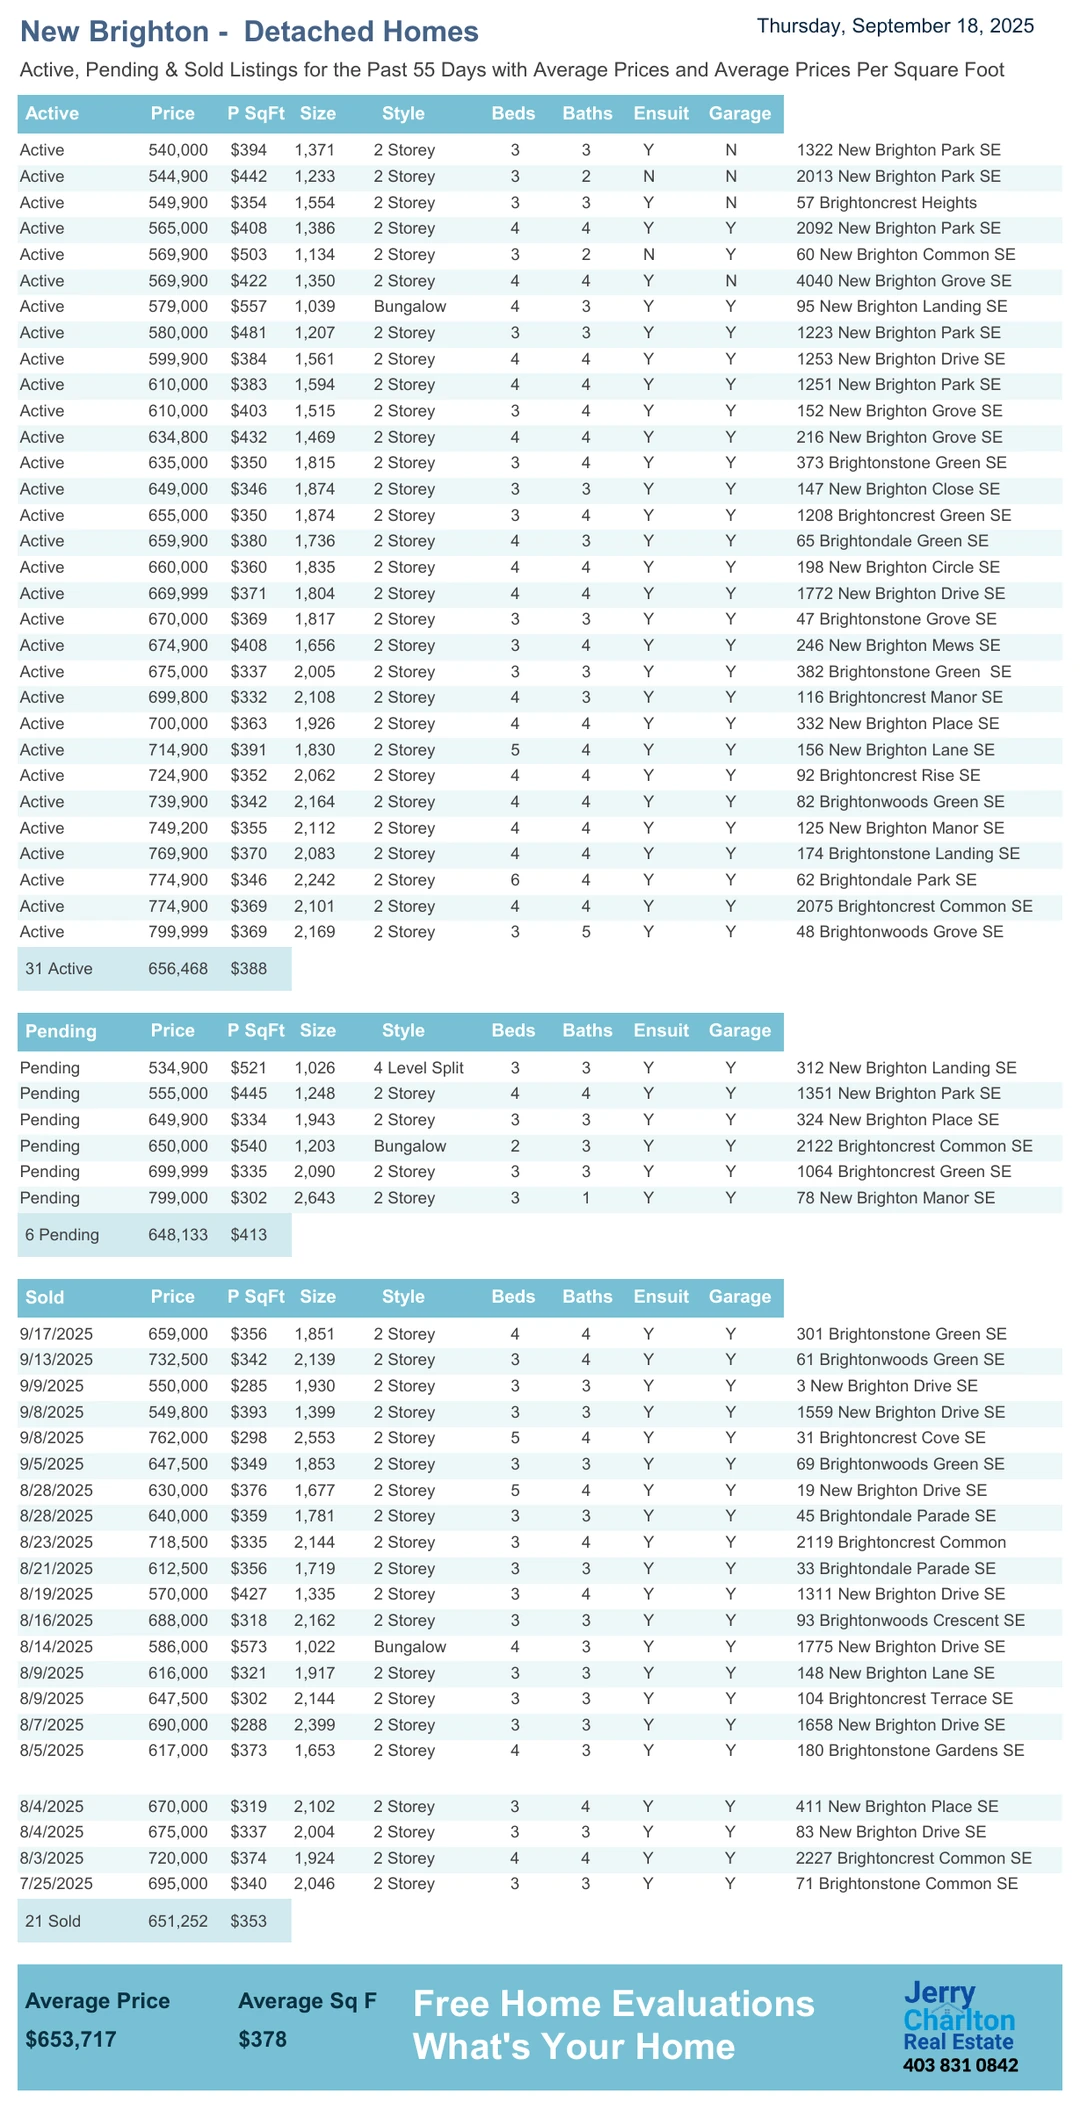 New Brighton -  Detached Homes
Thursday, September 18, 2025
Active, Pending & Sold Listings for the Past 55 Days with Average Prices and Average Prices Per Square Foot
Active Price P SqFt Size Style Beds Baths Ensuit Garage
Active 540,000 $394 1,371 2 Storey 3 3 Y N 1322 New Brighton Park SE
Active 544,900 $442 1,233 2 Storey 3 2 N N 2013 New Brighton Park SE
Active 549,900 $354 1,554 2 Storey 3 3 Y N 57 Brightoncrest Heights
Active 565,000 $408 1,386 2 Storey 4 4 Y Y 2092 New Brighton Park SE
Active 569,900 $503 1,134 2 Storey 3 2 N Y 60 New Brighton Common SE
Active 569,900 $422 1,350 2 Storey 4 4 Y N 4040 New Brighton Grove SE
Active 579,000 $557 1,039 Bungalow 4 3 Y Y 95 New Brighton Landing SE
Active 580,000 $481 1,207 2 Storey 3 3 Y Y 1223 New Brighton Park SE
Active 599,900 $384 1,561 2 Storey 4 4 Y Y 1253 New Brighton Drive SE
Active 610,000 $383 1,594 2 Storey 4 4 Y Y 1251 New Brighton Park SE
Active 610,000 $403 1,515 2 Storey 3 4 Y Y 152 New Brighton Grove SE
Active 634,800 $432 1,469 2 Storey 4 4 Y Y 216 New Brighton Grove SE
Active 635,000 $350 1,815 2 Storey 3 4 Y Y 373 Brightonstone Green SE
Active 649,000 $346 1,874 2 Storey 3 3 Y Y 147 New Brighton Close SE
Active 655,000 $350 1,874 2 Storey 3 4 Y Y 1208 Brightoncrest Green SE
Active 659,900 $380 1,736 2 Storey 4 3 Y Y 65 Brightondale Green SE
Active 660,000 $360 1,835 2 Storey 4 4 Y Y 198 New Brighton Circle SE
Active 669,999 $371 1,804 2 Storey 4 4 Y Y 1772 New Brighton Drive SE
Active 670,000 $369 1,817 2 Storey 3 3 Y Y 47 Brightonstone Grove SE
Active 674,900 $408 1,656 2 Storey 3 4 Y Y 246 New Brighton Mews SE
Active 675,000 $337 2,005 2 Storey 3 3 Y Y 382 Brightonstone Green  SE
Active 699,800 $332 2,108 2 Storey 4 3 Y Y 116 Brightoncrest Manor SE
Active 700,000 $363 1,926 2 Storey 4 4 Y Y 332 New Brighton Place SE
Active 714,900 $391 1,830 2 Storey 5 4 Y Y 156 New Brighton Lane SE
Active 724,900 $352 2,062 2 Storey 4 4 Y Y 92 Brightoncrest Rise SE
Active 739,900 $342 2,164 2 Storey 4 4 Y Y 82 Brightonwoods Green SE
Active 749,200 $355 2,112 2 Storey 4 4 Y Y 125 New Brighton Manor SE
Active 769,900 $370 2,083 2 Storey 4 4 Y Y 174 Brightonstone Landing SE
Active 774,900 $346 2,242 2 Storey 6 4 Y Y 62 Brightondale Park SE
Active 774,900 $369 2,101 2 Storey 4 4 Y Y 2075 Brightoncrest Common SE
Active 799,999 $369 2,169 2 Storey 3 5 Y Y 48 Brightonwoods Grove SE
31 Active 656,468 $388
Pending Price P SqFt Size Style Beds Baths Ensuit Garage
Pending 534,900 $521 1,026 4 Level Split 3 3 Y Y 312 New Brighton Landing SE
Pending 555,000 $445 1,248 2 Storey 4 4 Y Y 1351 New Brighton Park SE
Pending 649,900 $334 1,943 2 Storey 3 3 Y Y 324 New Brighton Place SE
Pending 650,000 $540 1,203 Bungalow 2 3 Y Y 2122 Brightoncrest Common SE
Pending 699,999 $335 2,090 2 Storey 3 3 Y Y 1064 Brightoncrest Green SE
Pending 799,000 $302 2,643 2 Storey 3 1 Y Y 78 New Brighton Manor SE
6 Pending 648,133 $413
Sold Price P SqFt Size Style Beds Baths Ensuit Garage
9/17/2025 659,000 $356 1,851 2 Storey 4 4 Y Y 301 Brightonstone Green SE
9/13/2025 732,500 $342 2,139 2 Storey 3 4 Y Y 61 Brightonwoods Green SE
9/9/2025 550,000 $285 1,930 2 Storey 3 3 Y Y 3 New Brighton Drive SE
9/8/2025 549,800 $393 1,399 2 Storey 3 3 Y Y 1559 New Brighton Drive SE
9/8/2025 762,000 $298 2,553 2 Storey 5 4 Y Y 31 Brightoncrest Cove SE
9/5/2025 647,500 $349 1,853 2 Storey 3 3 Y Y 69 Brightonwoods Green SE
8/28/2025 630,000 $376 1,677 2 Storey 5 4 Y Y 19 New Brighton Drive SE
8/28/2025 640,000 $359 1,781 2 Storey 3 3 Y Y 45 Brightondale Parade SE
8/23/2025 718,500 $335 2,144 2 Storey 3 4 Y Y 2119 Brightoncrest Common
8/21/2025 612,500 $356 1,719 2 Storey 3 3 Y Y 33 Brightondale Parade SE
8/19/2025 570,000 $427 1,335 2 Storey 3 4 Y Y 1311 New Brighton Drive SE
8/16/2025 688,000 $318 2,162 2 Storey 3 3 Y Y 93 Brightonwoods Crescent SE
8/14/2025 586,000 $573 1,022 Bungalow 4 3 Y Y 1775 New Brighton Drive SE
8/9/2025 616,000 $321 1,917 2 Storey 3 3 Y Y 148 New Brighton Lane SE
8/9/2025 647,500 $302 2,144 2 Storey 3 3 Y Y 104 Brightoncrest Terrace SE
8/7/2025 690,000 $288 2,399 2 Storey 3 3 Y Y 1658 New Brighton Drive SE
8/5/2025 617,000 $373 1,653 2 Storey 4 3 Y Y 180 Brightonstone Gardens SE
8/4/2025 670,000 $319 2,102 2 Storey 3 4 Y Y 411 New Brighton Place SE
8/4/2025 675,000 $337 2,004 2 Storey 3 3 Y Y 83 New Brighton Drive SE
8/3/2025 720,000 $374 1,924 2 Storey 4 4 Y Y 2227 Brightoncrest Common SE
7/25/2025 695,000 $340 2,046 2 Storey 3 3 Y Y 71 Brightonstone Common SE
21 Sold 651,252 $353
Average Price Average Sq F
$653,717 $378
Free Home Evaluations
What's Your Home
Jerry
Charlton
Real Estate
403 831 0842